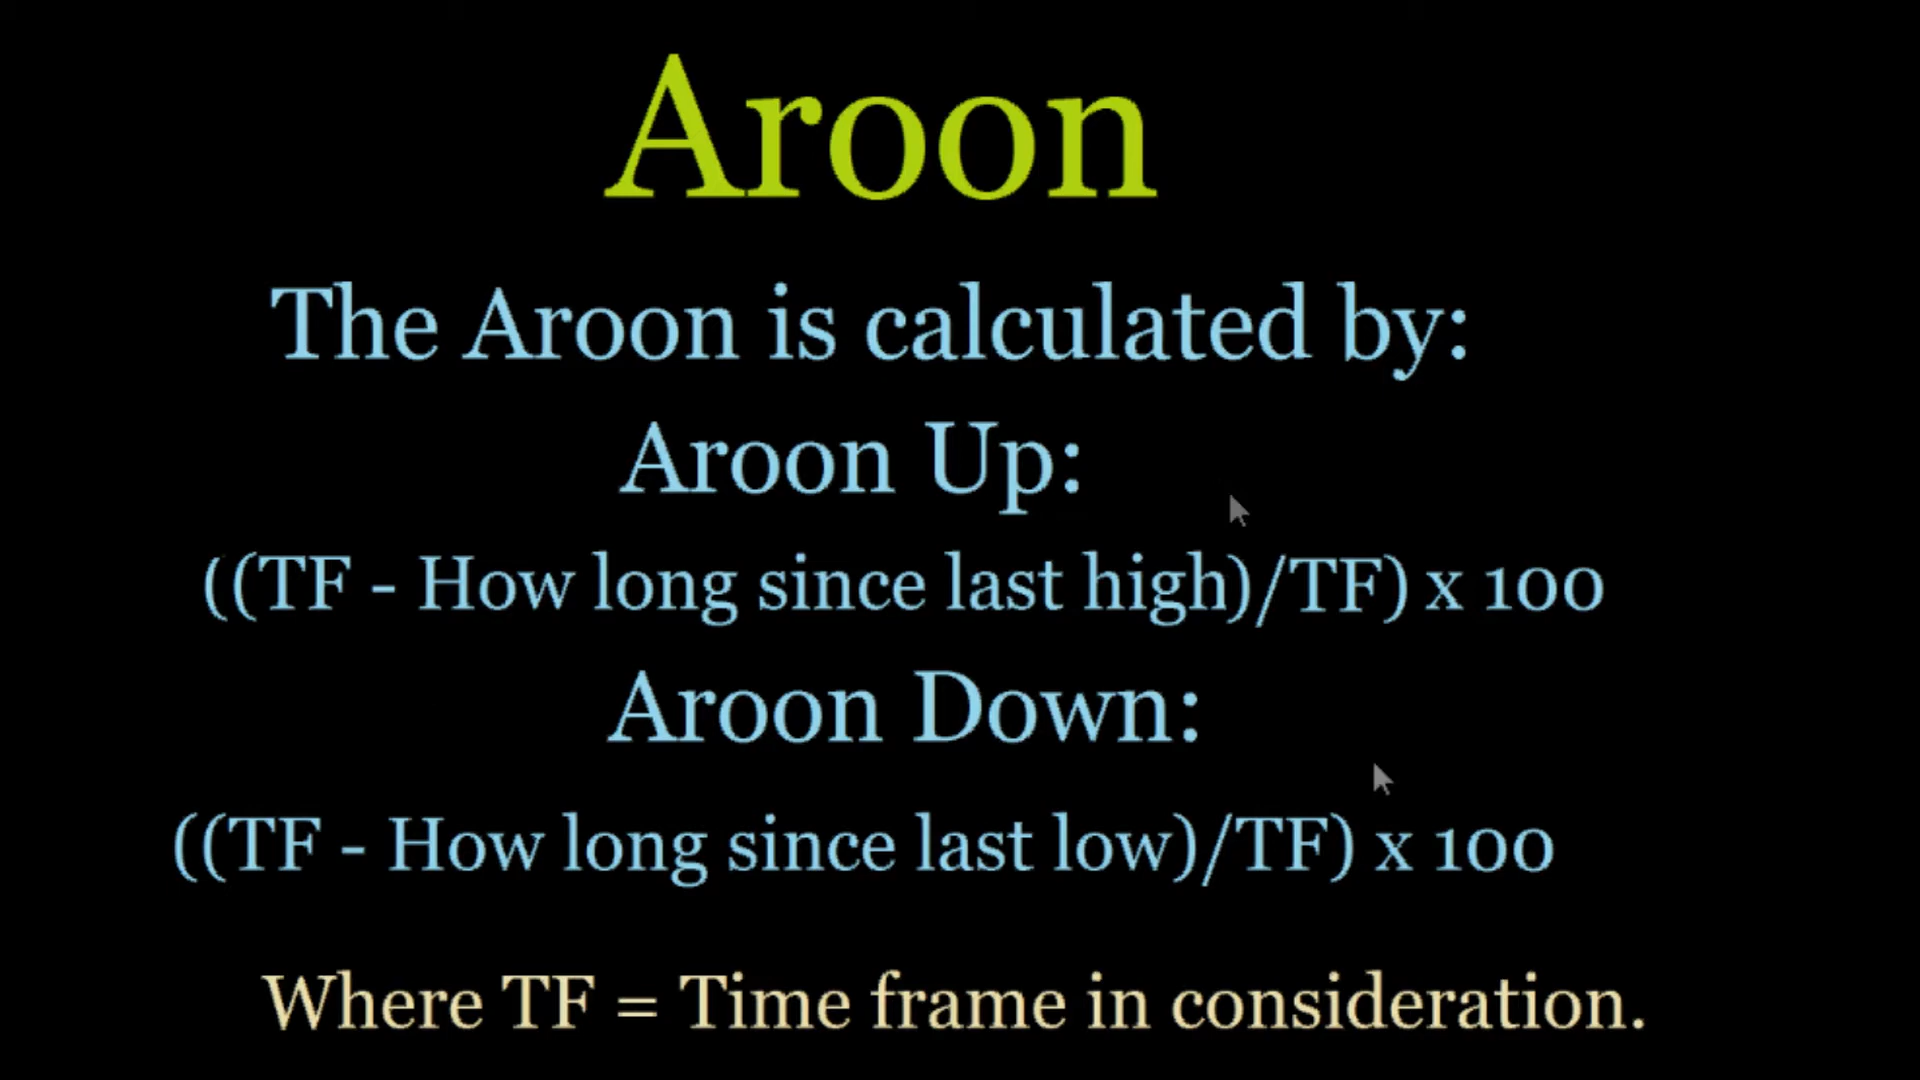 Aroon
The Aroon is calculated by:
Aroon Up:
((TF - How long since last high)/TF) x 100
Aroon Down:
((TF - How long since last low)/TF) x 100
Where TF = Time frame in consideration.